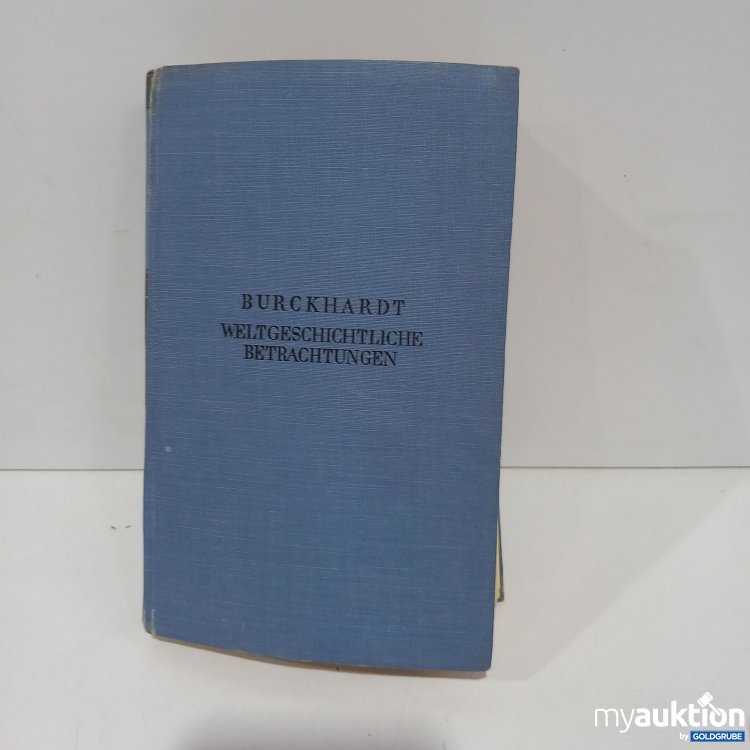 BURCKHARDT
WELTGESCHICHTLICHE
BETRACHTUNGEN
myauktion
by GOLDGRUBE